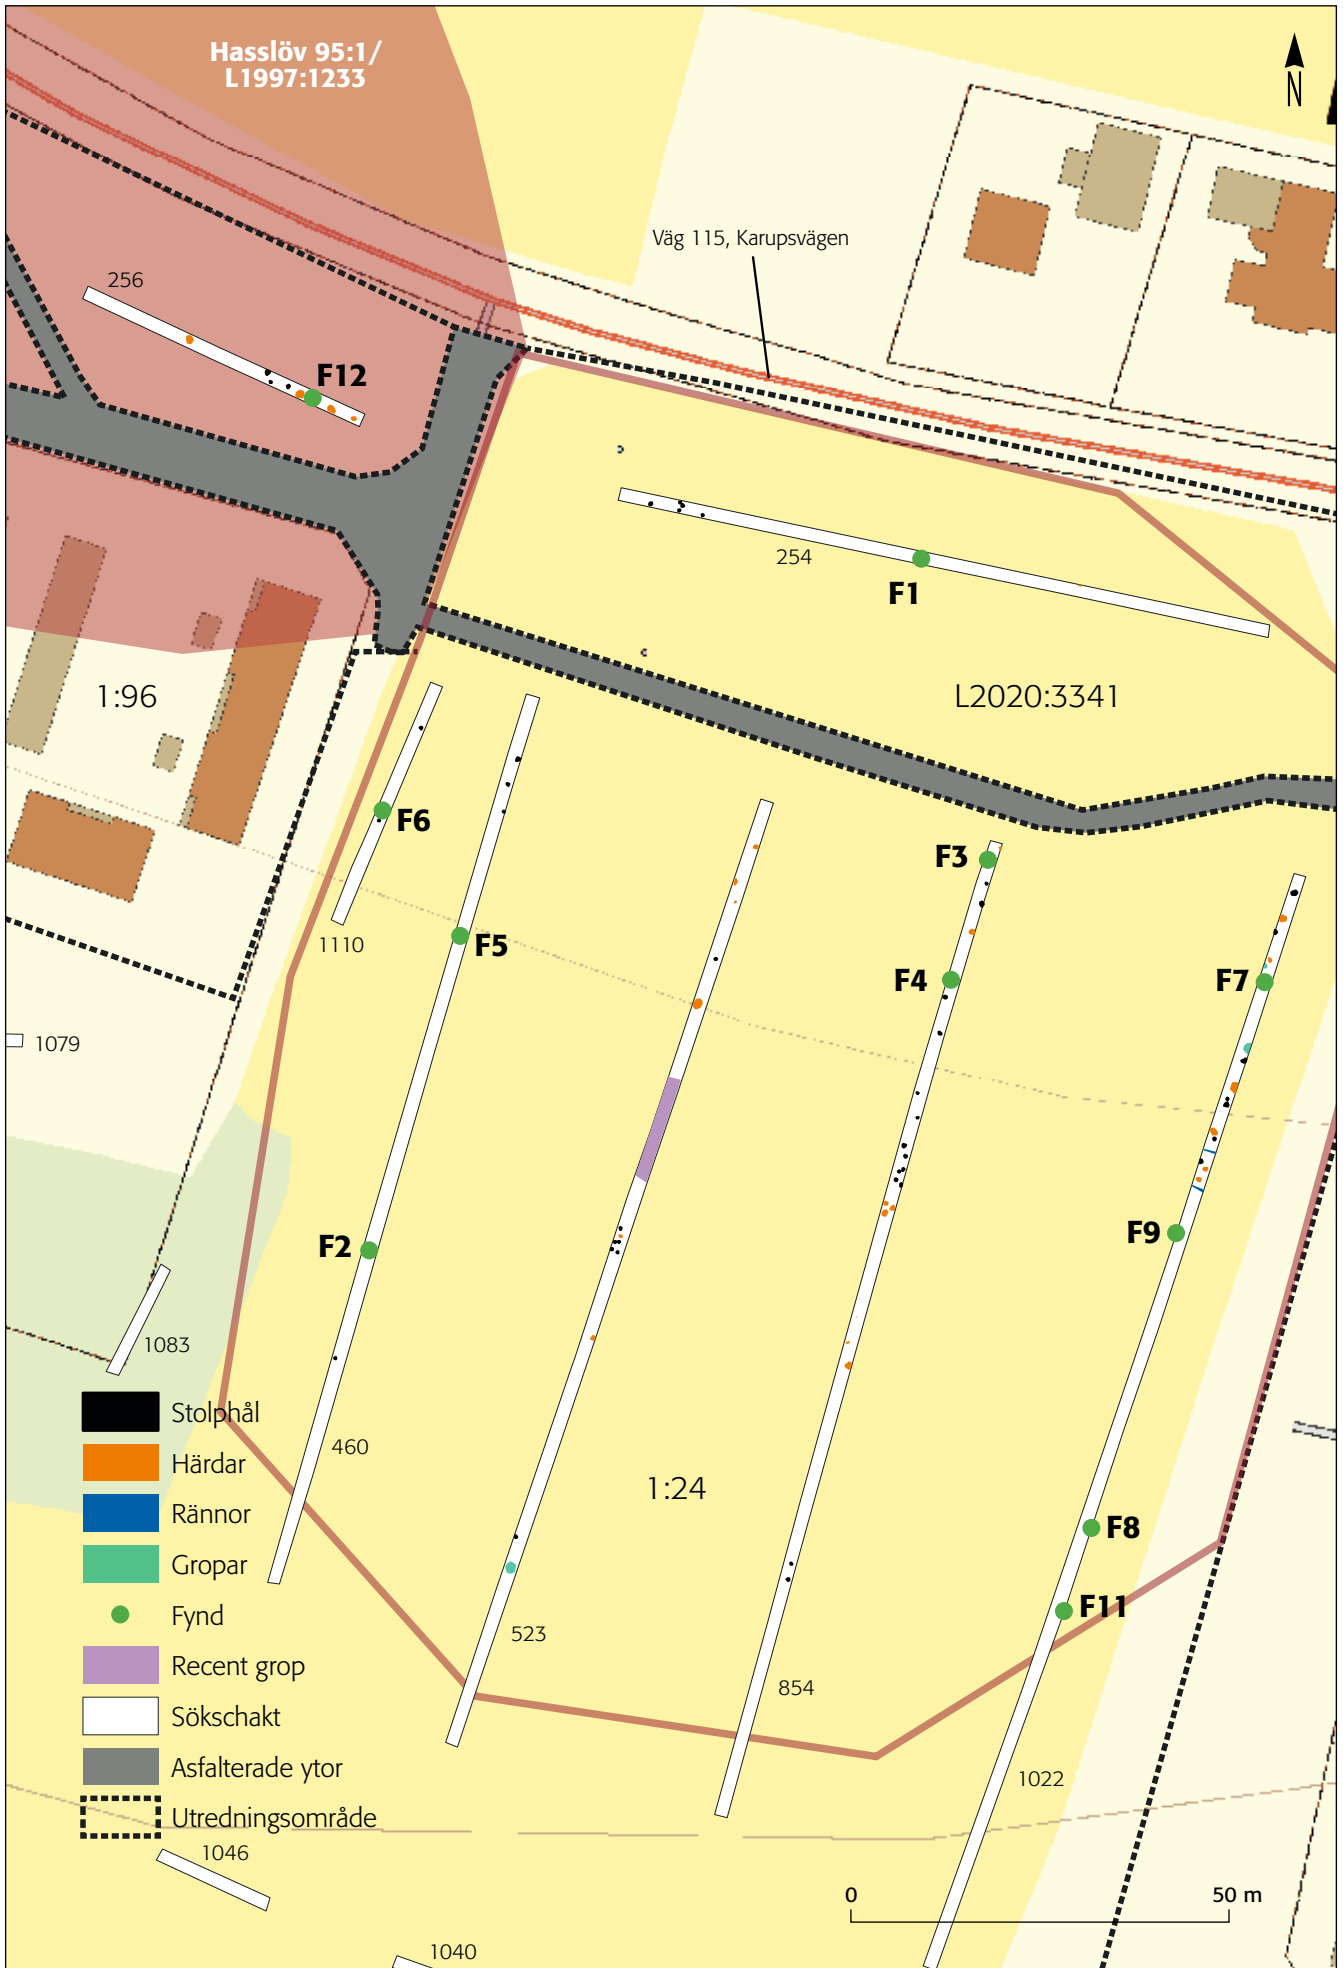 Hasslöv 95:1/
L1997:1233
N
Väg 115, Karupsvägen
256
F12
254
F1
1:96
L2020:3341
F6
F3
1110
F5
F4
F7
1079
F9
F2
1083
Stolphål
460
Härdar
1:24
Rännor
F8
Gropar
F11
Fynd
523
Recent grop
854
Sökschakt
1022
Asfalterade ytor
Utredningsområde
1046
0 50 m
1040